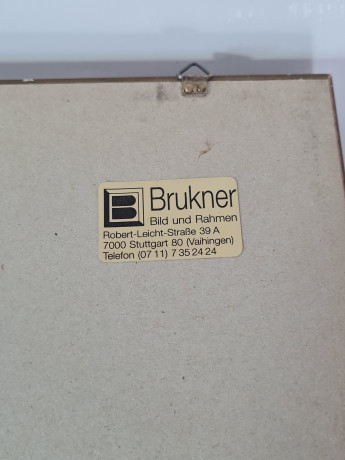 B Brukner
Bild und Rahmen
Robert-Leicht-Straße 39 A
7000 Stuttgart 80 (Vaihingen)
Telefon (07 11) 7 35 24 24